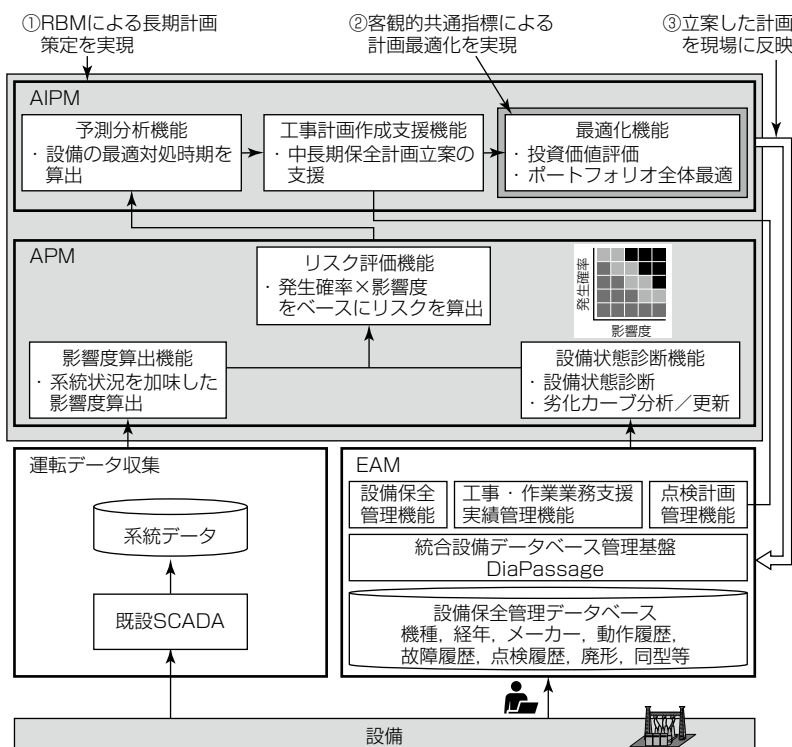 ①RBMによる長期計画
策定を実現
②客観的共通指標による
計画最適化を実現
③立案した計画
を現場に反映
AIPM
予測分析機能
・設備の最適対処時期を
算出
工事計画作成支援機能
・中長期保全計画立案の
支援
最適化機能
・投資価値評価
・ポートフォリオ全体最適
APM
リスク評価機能
・発生確率×影響度
をベースにリスクを算出
発生確率
影響度
影響度算出機能
・系統状況を加味した
影響度算出
設備状態診断機能
・設備状態診断
・劣化カーブ分析／更新
運転データ収集
系統データ
既設SCADA
EAM
設備保全
管理機能
工事・作業業務支援
実績管理機能
点検計画
管理機能
統合設備データベース管理基盤
DiaPassage
設備保全管理データベース
機種，経年，メーカー，動作履歴，
故障履歴，点検履歴，廃形，同型等
設備